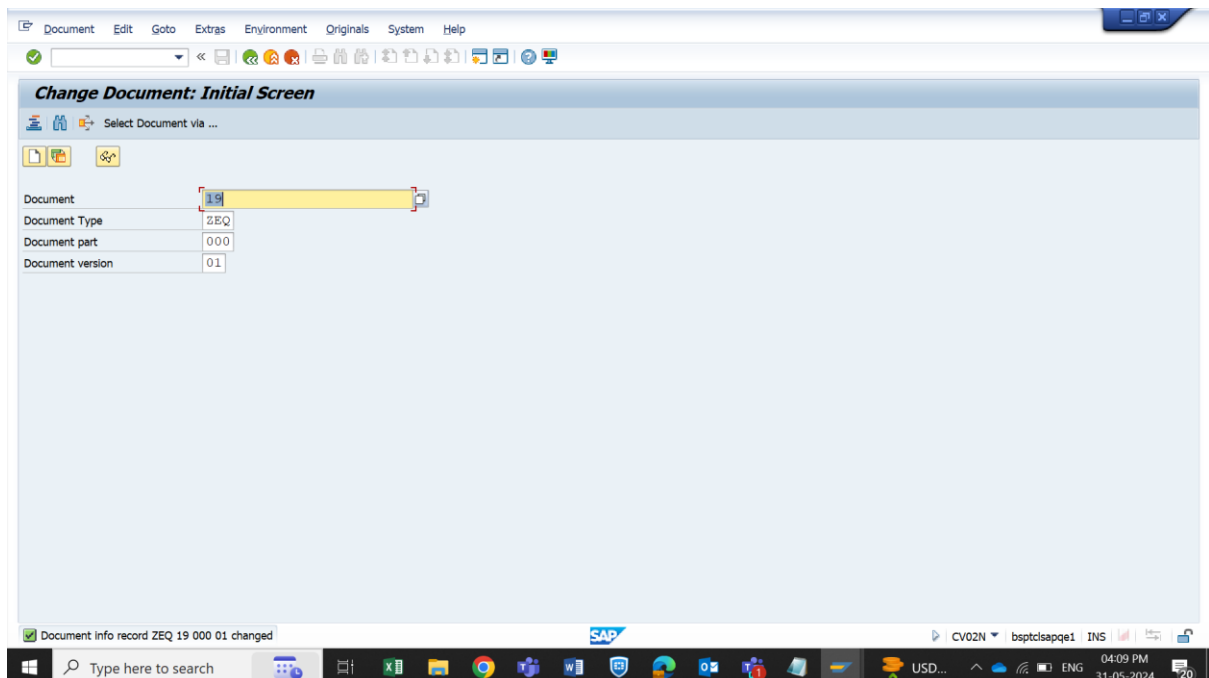 Document Edit Goto Extras Environment Originals System Help
Change Document: Initial Screen
Select Document via ...
Document 19
Document Type ZEQ
Document part 000
Document version 01
Document info record ZEQ 19 000 01 changed SAP CV02N bsptclsapqe1 INS
Type here to search USD... ENG 04:09 PM
31-05-2024 20